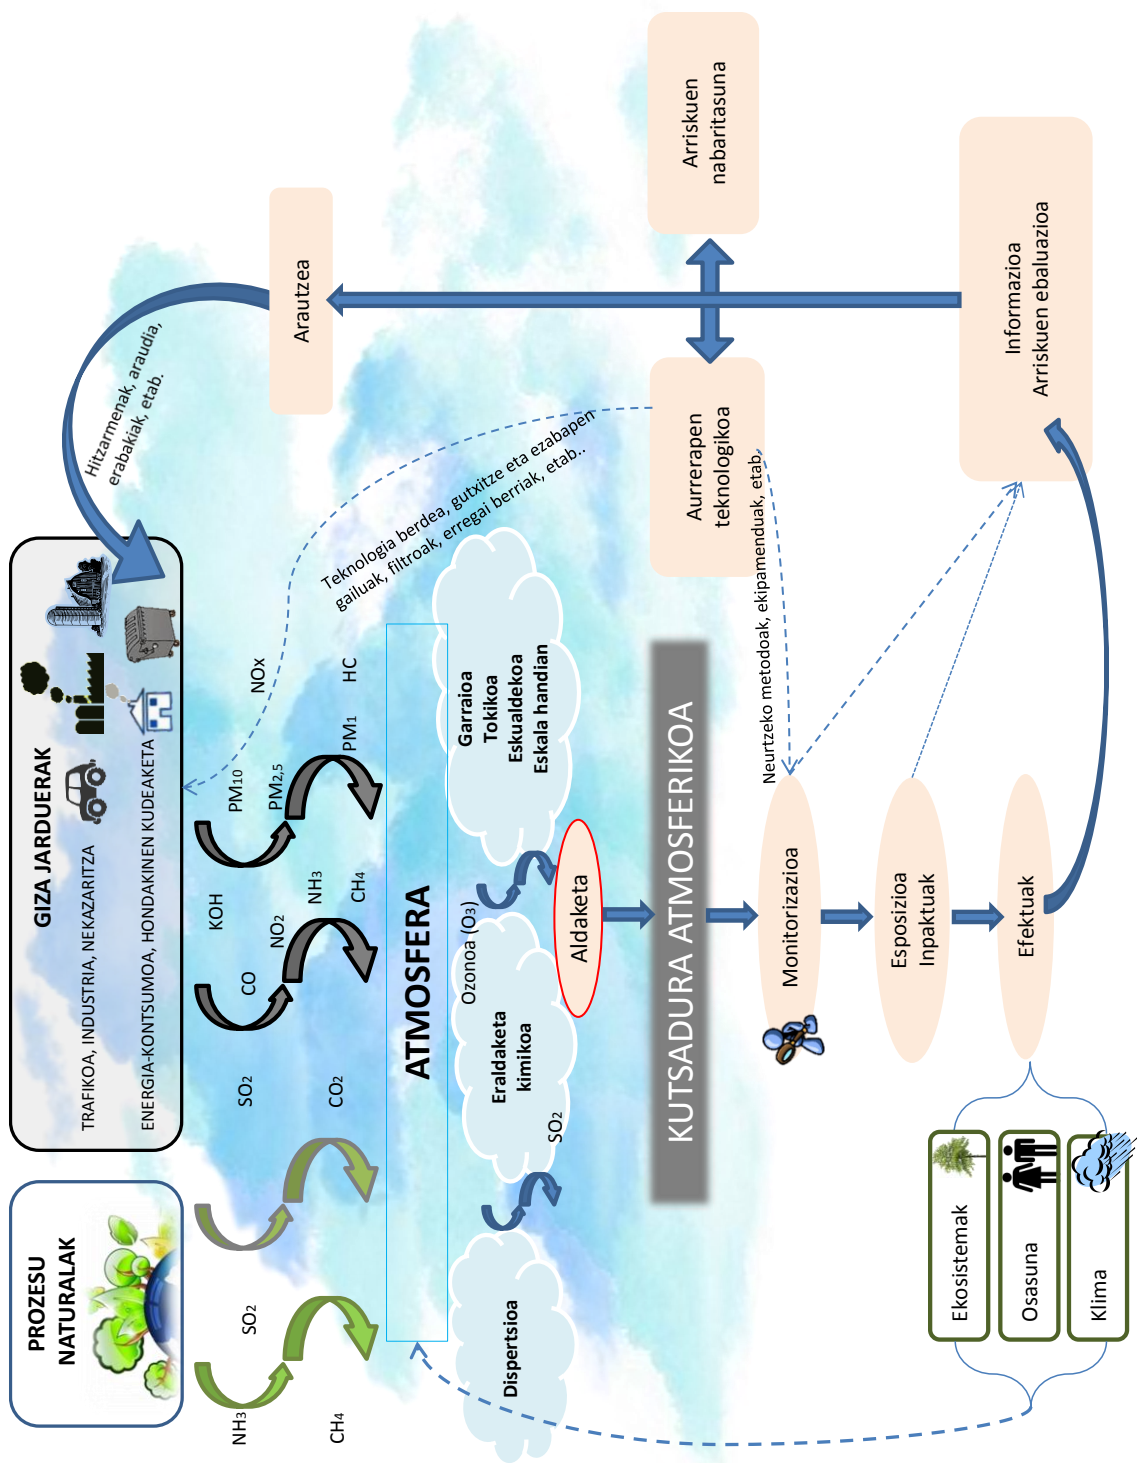 PROZESU
NATURALAK
GIZA JARDUERAK
TRAFIKOA, INDUSTRIA, NEKAZARITZA
ENERGIA-KONTSUMOA, HONDAKINEN KUDEAKETA
Hitzarmenak, araudia,
erabakiak, etab.
NH3
SO2
CH4
SO2
CO2
CO
KOH
NO2
NH3
CH4
PM10
PM2,5
PM1
NOx
HC
Arautzea
Teknologia berdea, gutxitze eta ezabapen
gailuak, filtroak, erregai berriak, etab..
ATMOSFERA
Dispertsioa
SO2
Eraldaketa
kimikoa
Ozonoa (O3)
Garraioa
Tokikoa
Eskualdekoa
Eskala handian
Aldaketa
KUTSADURA ATMOSFERIKOA
Aurrerapen
teknologikoa
Arriskuen
nabaritasuna
Neurtzeko metodoak, ekipamenduak, etab.
Monitorizazioa
Esposizioa
Inpaktuak
Efektuak
Informazioa
Arriskuen ebaluazioa
Ekosistemak
Osasuna
Klima